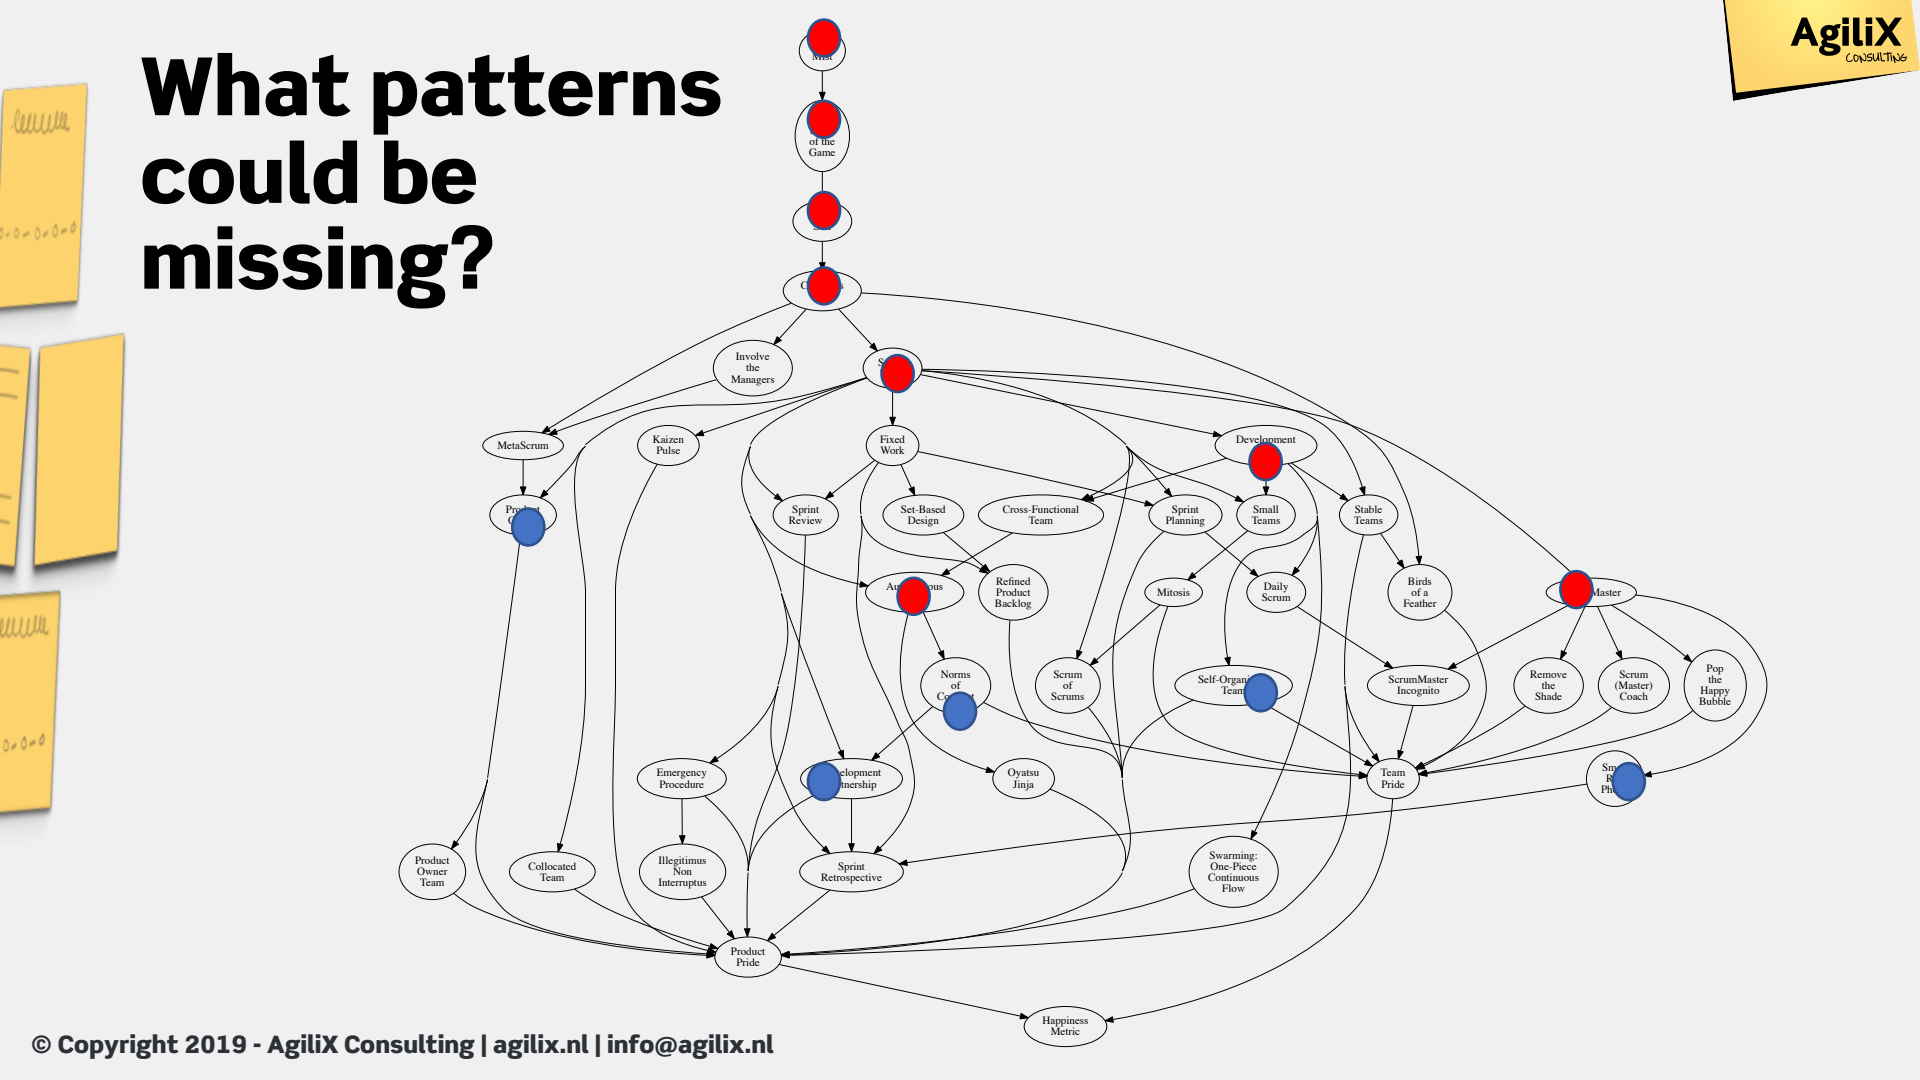 What patterns
could be
missing?
AgiliX
CONSULTING
Mist
of the
Game
Involve
the
Managers
MetaScrum
Kaizen
Pulse
Fixed
Work
Development
Sprint
Review
Set-Based
Design
Cross-Functional
Team
Sprint
Planning
Small
Teams
Stable
Teams
Refined
Product
Backlog
Mitosis
Daily
Scrum
Birds
of a
Feather
Master
Norms
of
Scrum
of
Scrums
ScrumMaster
Incognito
Remove
the
Shade
Scrum
(Master)
Coach
Pop
the
Happy
Bubble
Emergency
Procedure
Oyatsu
Jinja
Team
Pride
Product
Owner
Team
Collocated
Team
Illegitimus
Non
Interruptus
Sprint
Retrospective
Swarming:
One-Piece
Continuous
Flow
Product
Pride
Happiness
Metric
© Copyright 2019 - AgiliX Consulting | agilix.nl | info@agilix.nl